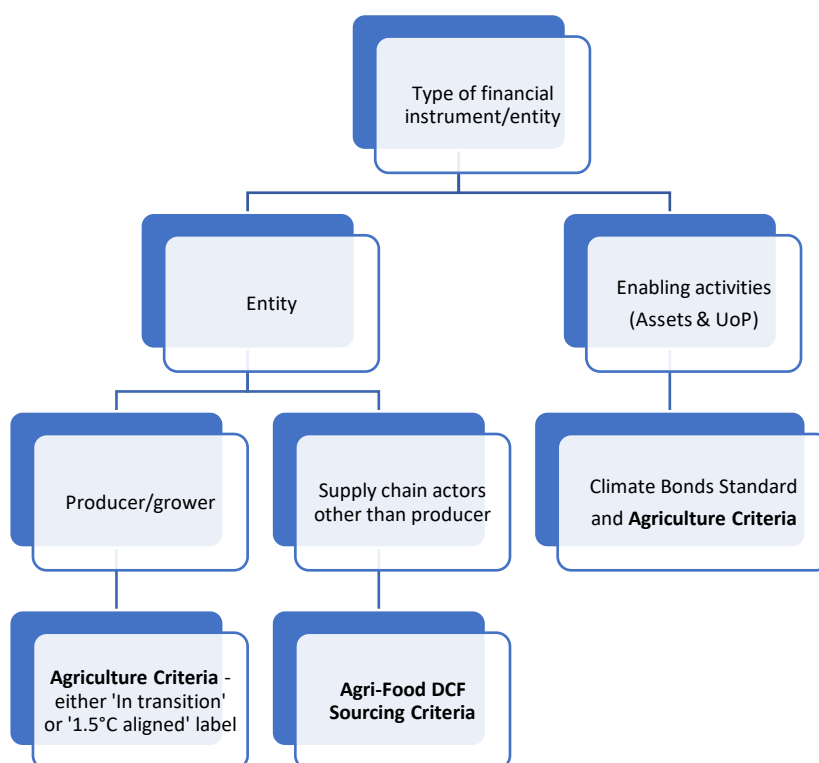 Type of financial
instrument/entity
Entity
Enabling activities
(Assets & UoP)
Producer/grower
Supply chain actors
other than producer
Climate Bonds Standard
and Agriculture Criteria
Agriculture Criteria -
either 'In transition'
or '1.5°C aligned' label
Agri-Food DCF
Sourcing Criteria